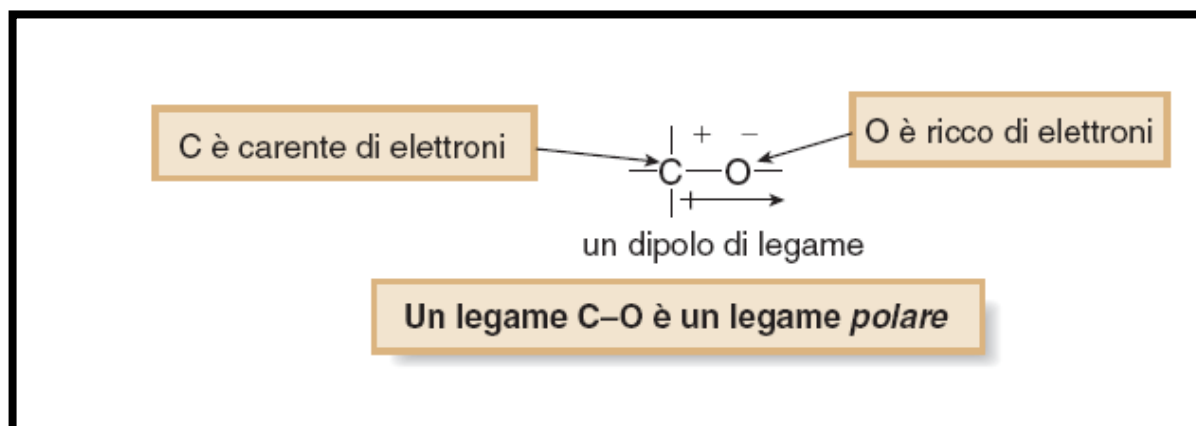 C è carente di elettroni
O è ricco di elettroni
+ –
C—O
un dipolo di legame
Un legame C–O è un legame polare